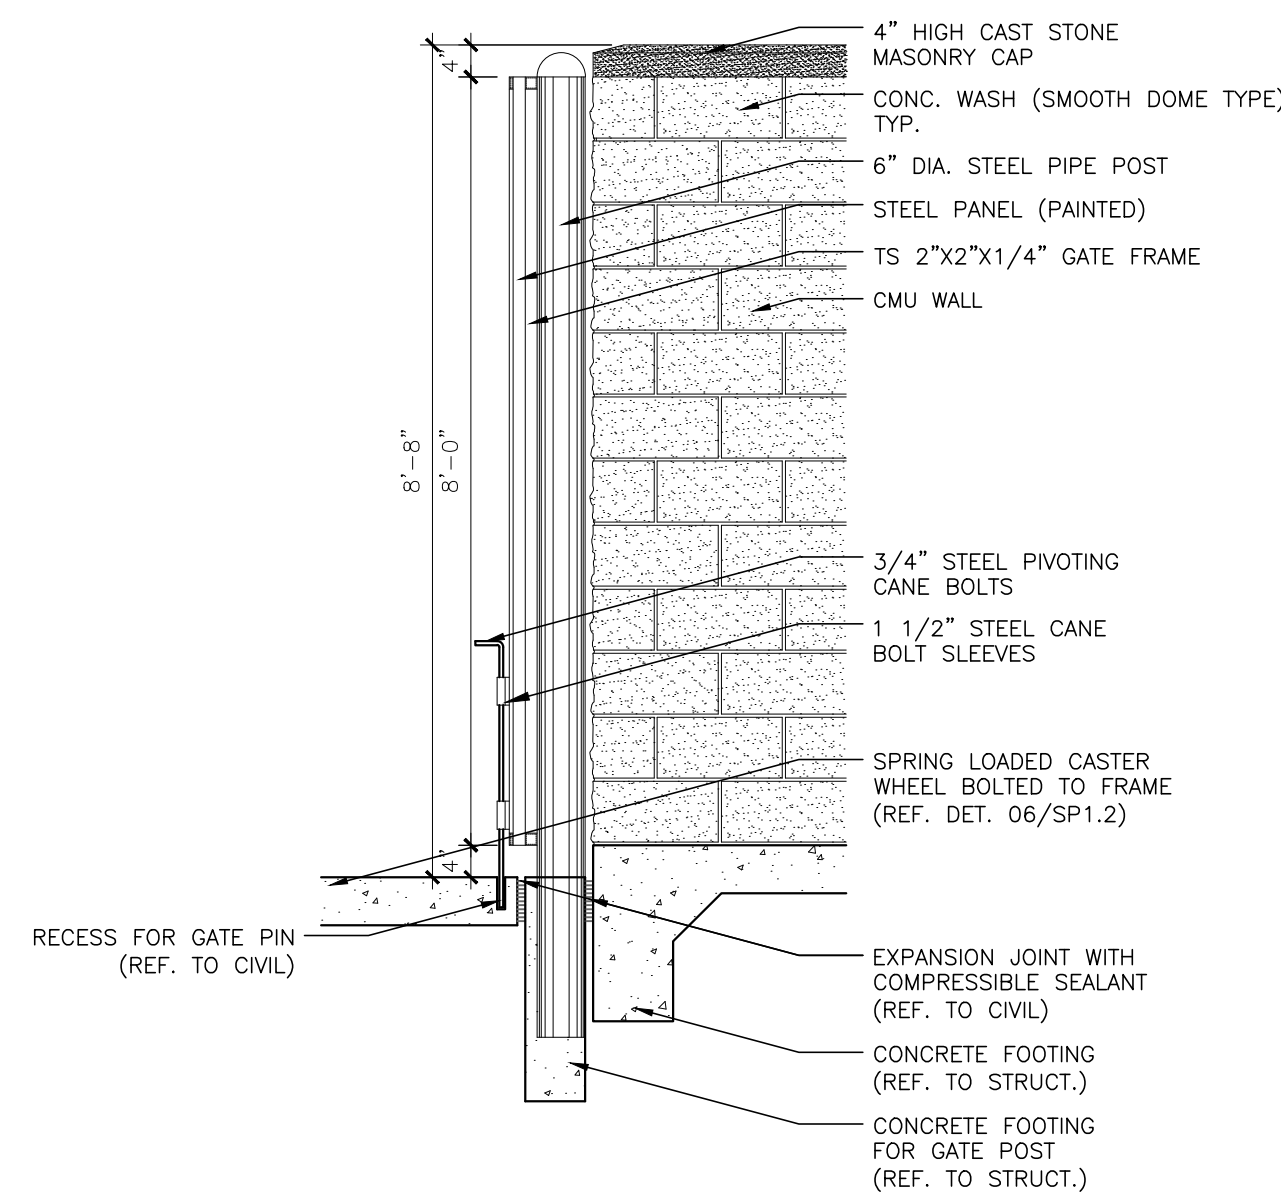 4” HIGH CAST STONE
MASONRY CAP
CONC. WASH (SMOOTH DOME TYPE)
TYP.
6” DIA. STEEL PIPE POST
STEEL PANEL (PAINTED)
TS 2”X2”X1/4” GATE FRAME
CMU WALL
4”
8’-8”
8’-0”
3/4” STEEL PIVOTING
CANE BOLTS
1 1/2” STEEL CANE
BOLT SLEEVES
SPRING LOADED CASTER
WHEEL BOLTED TO FRAME
(REF. DET. 06/SP1.2)
4”
RECESS FOR GATE PIN
(REF. TO CIVIL)
EXPANSION JOINT WITH
COMPRESSIBLE SEALANT
(REF. TO CIVIL)
CONCRETE FOOTING
(REF. TO STRUCT.)
CONCRETE FOOTING
FOR GATE POST
(REF. TO STRUCT.)